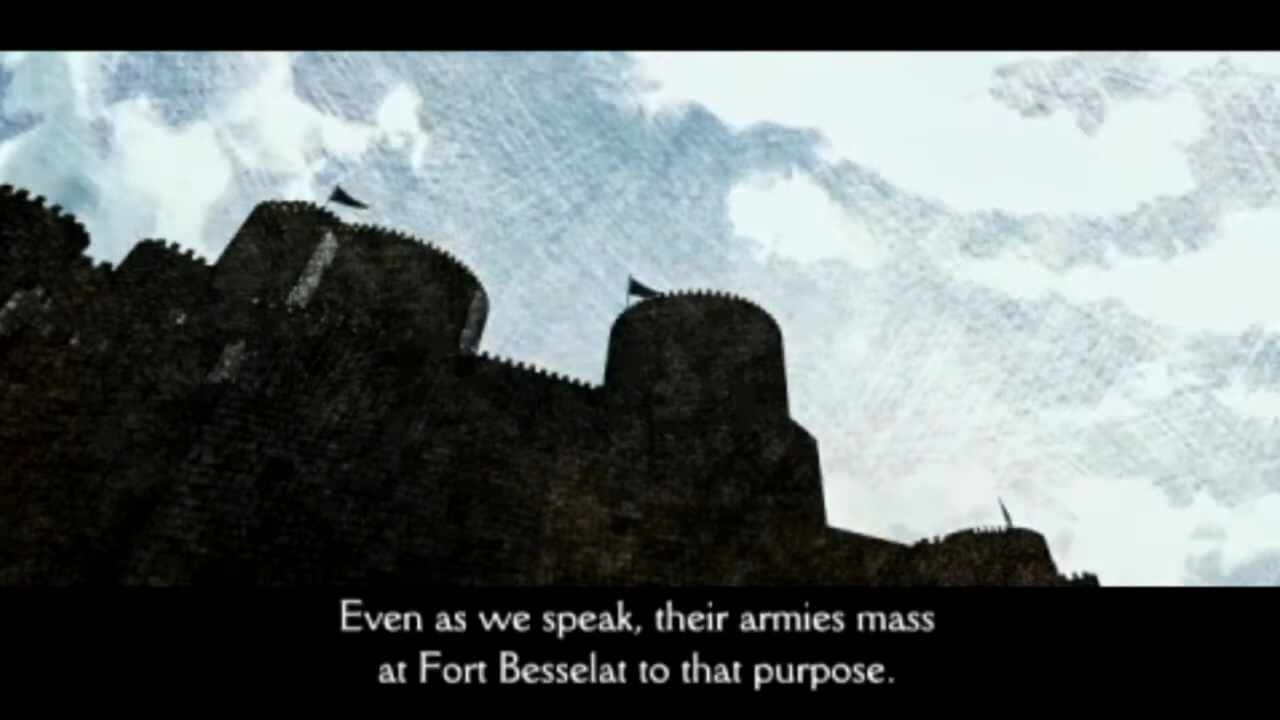 Even as we speak, their armies mass
at Fort Besselat to that purpose.